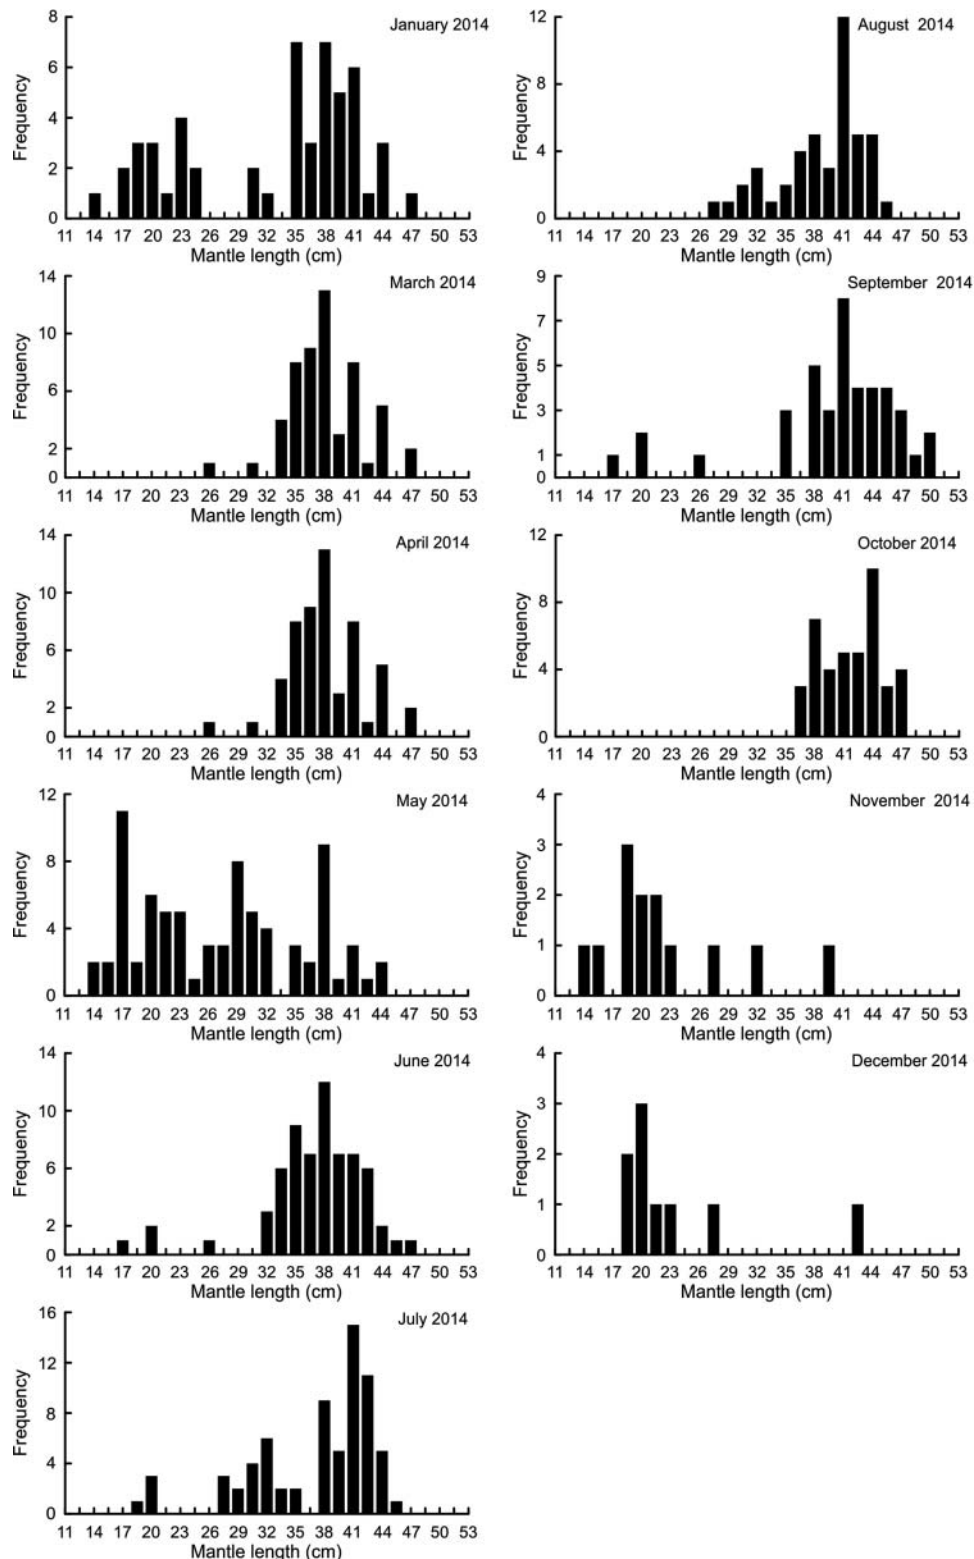 January 2014
Frequency
8
6
4
2
0
11 14 17 20 23 26 29 32 35 38 41 44 47 50 53
Mantle length (cm)
March 2014
Frequency
14
10
6
2
0
11 14 17 20 23 26 29 32 35 38 41 44 47 50 53
Mantle length (cm)
April 2014
Frequency
14
10
6
2
0
11 14 17 20 23 26 29 32 35 38 41 44 47 50 53
Mantle length (cm)
May 2014
Frequency
12
8
4
0
11 14 17 20 23 26 29 32 35 38 41 44 47 50 53
Mantle length (cm)
June 2014
Frequency
14
10
6
2
0
11 14 17 20 23 26 29 32 35 38 41 44 47 50 53
Mantle length (cm)
July 2014
Frequency
16
12
8
4
0
11 14 17 20 23 26 29 32 35 38 41 44 47 50 53
Mantle length (cm)
August 2014
Frequency
12
8
4
0
11 14 17 20 23 26 29 32 35 38 41 44 47 50 53
Mantle length (cm)
September 2014
Frequency
9
7
5
3
1
0
11 14 17 20 23 26 29 32 35 38 41 44 47 50 53
Mantle length (cm)
October 2014
Frequency
12
8
4
0
11 14 17 20 23 26 29 32 35 38 41 44 47 50 53
Mantle length (cm)
November 2014
Frequency
4
3
2
1
0
11 14 17 20 23 26 29 32 35 38 41 44 47 50 53
Mantle length (cm)
December 2014
Frequency
4
3
2
1
0
11 14 17 20 23 26 29 32 35 38 41 44 47 50 53
Mantle length (cm)